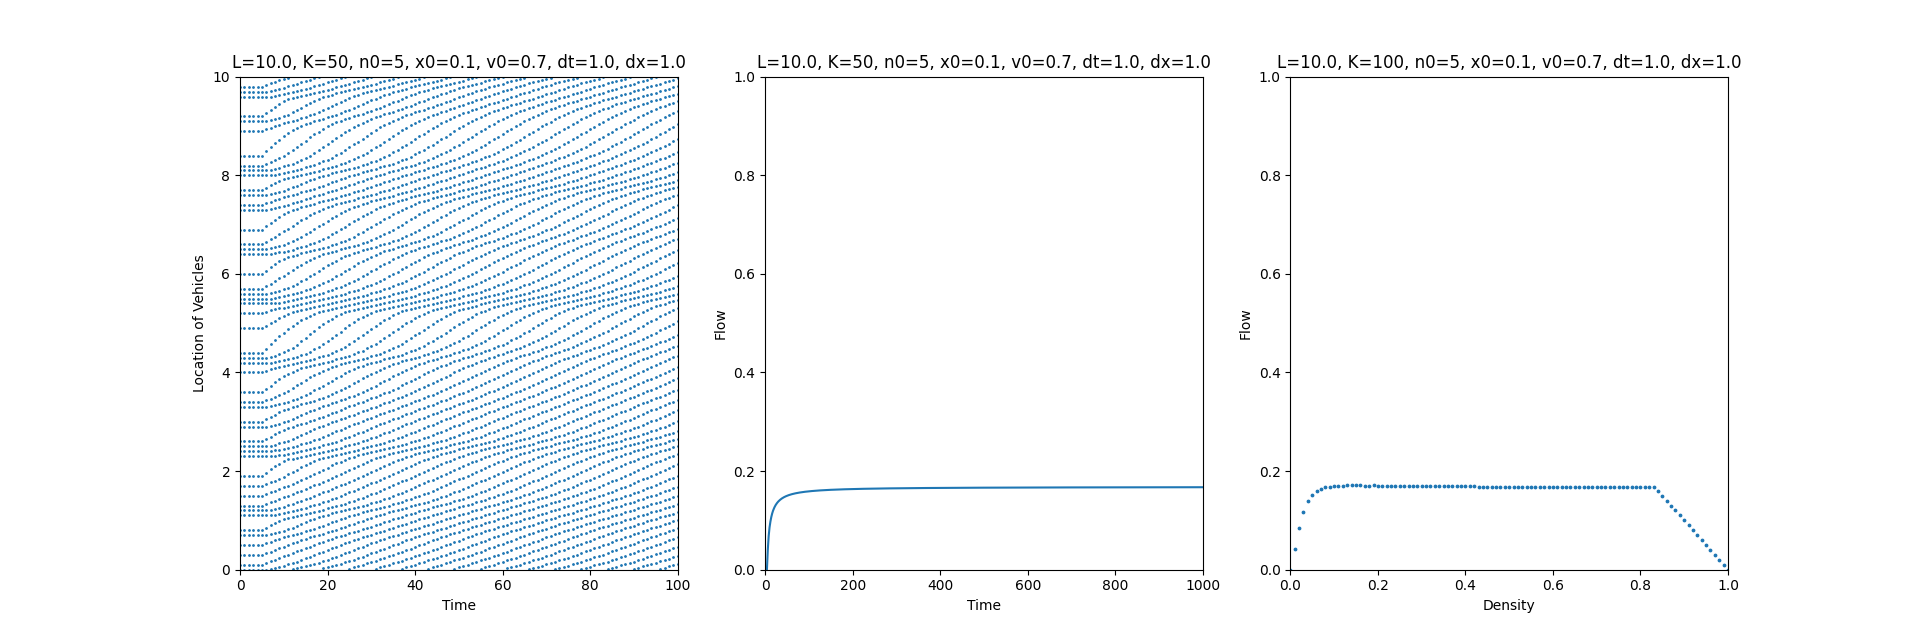 L=10.0, K=50, n0=5, x0=0.1, v0=0.7, dt=1.0, dx=1.0
10
8
6
4
2
0
0 20 40 60 80 100
Location of Vehicles
Time
L=10.0, K=50, n0=5, x0=0.1, v0=0.7, dt=1.0, dx=1.0
1.0
0.8
0.6
0.4
0.2
0.0
0 200 400 600 800 1000
Flow
Time
L=10.0, K=100, n0=5, x0=0.1, v0=0.7, dt=1.0, dx=1.0
1.0
0.8
0.6
0.4
0.2
0.0
0.0 0.2 0.4 0.6 0.8 1.0
Flow
Density